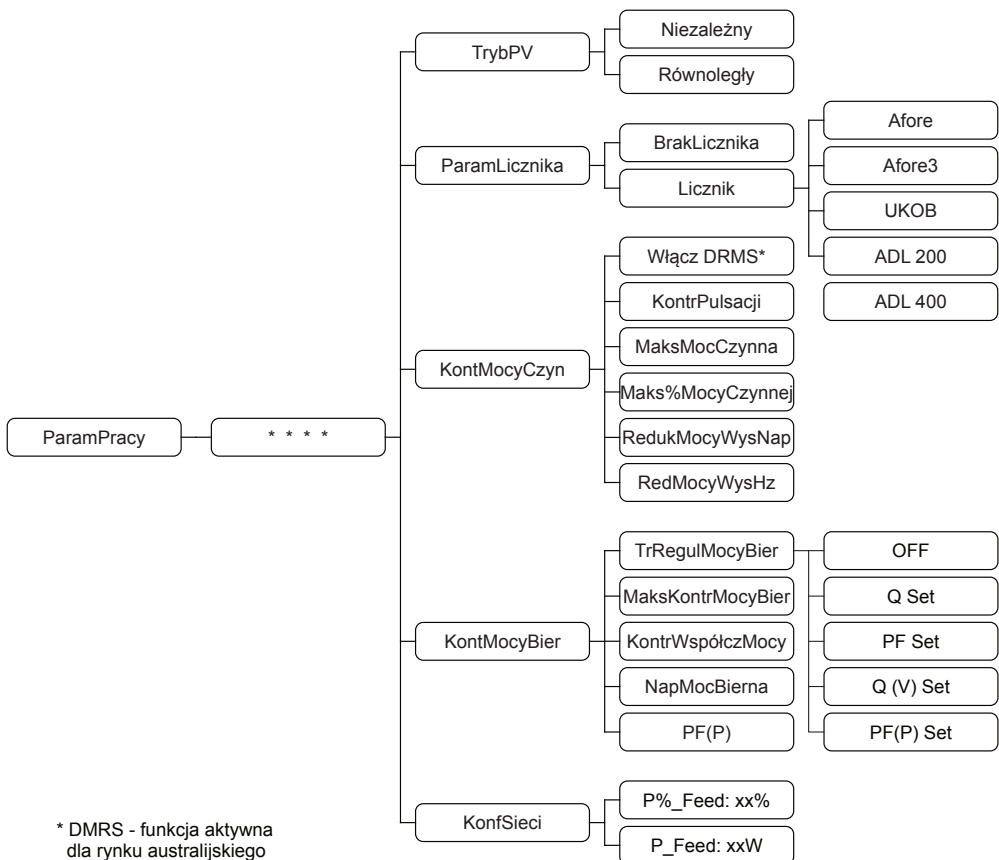 ParamPracy
* * * *
TrybPV
Niezależny
Równoległy
ParamLicznika
BrakLicznika
Licznik
Afore
Afore3
UKOB
ADL 200
ADL 400
KontMocyCzyn
Włącz DRMS*
KontrPulsacji
MaksMocCzynna
Maks%MocyCzynnej
RedukMocyWysNap
RedMocyWysHz
KontMocyBier
TrRegulMocyBier
MaksKontrMocyBier
KontrWspółczMocy
NapMocBierna
PF(P)
OFF
Q Set
PF Set
Q (V) Set
PF(P) Set
KonfSieci
P%_Feed: xx%
P_Feed: xxW
* DMRS - funkcja aktywna
dla rynku australijskiego